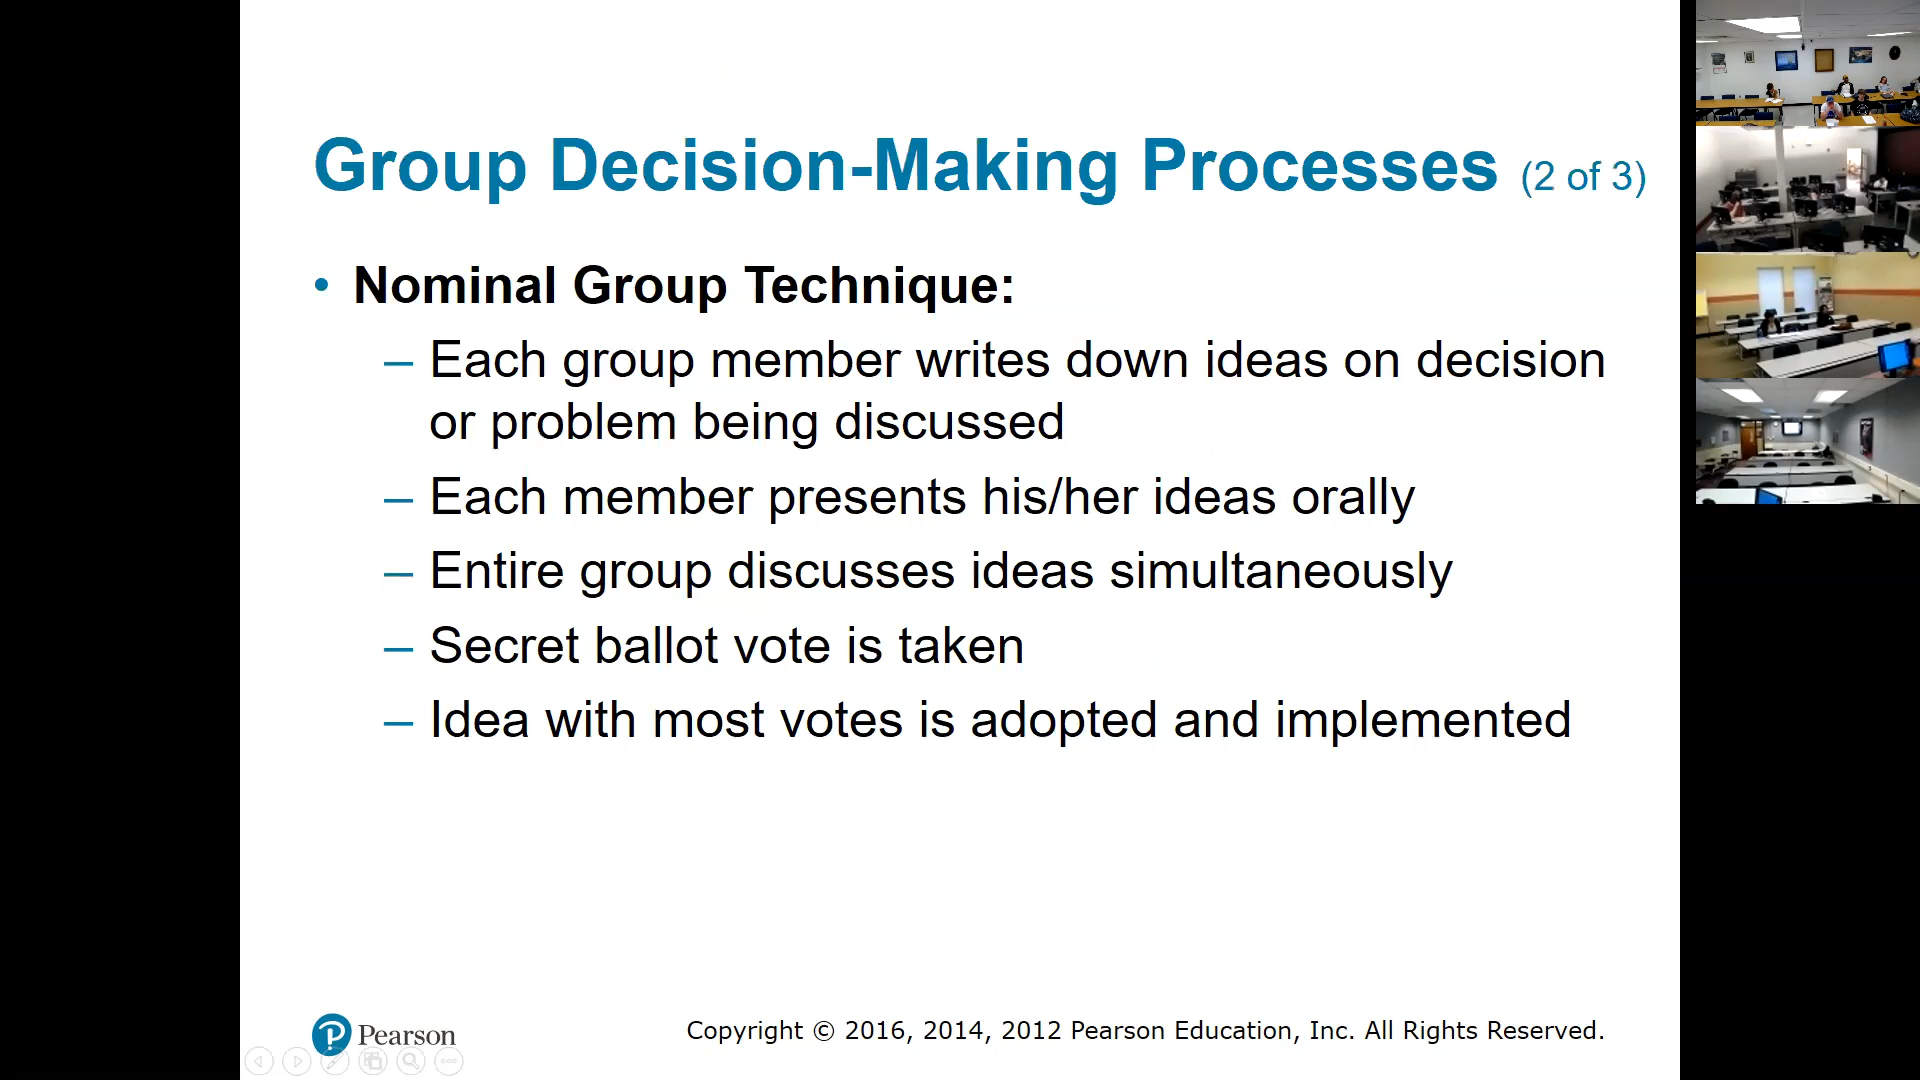 Group Decision-Making Processes (2 of 3)
• Nominal Group Technique:
– Each group member writes down ideas on decision
or problem being discussed
– Each member presents his/her ideas orally
– Entire group discusses ideas simultaneously
– Secret ballot vote is taken
– Idea with most votes is adopted and implemented
Pearson
Copyright © 2016, 2014, 2012 Pearson Education, Inc. All Rights Reserved.